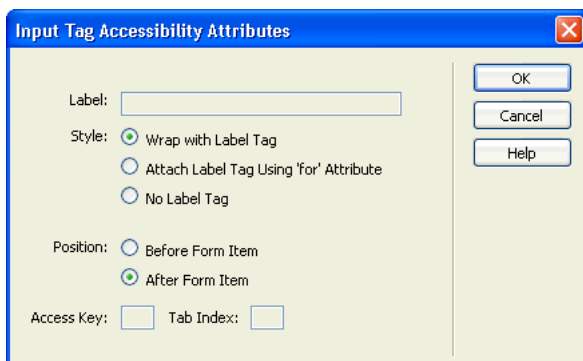 Input Tag Accessibility Attributes
OK
Label:
Cancel
Style: Wrap with Label Tag
Help
Attach Label Tag Using 'for' Attribute
No Label Tag
Position: Before Form Item
After Form Item
Access Key: Tab Index: